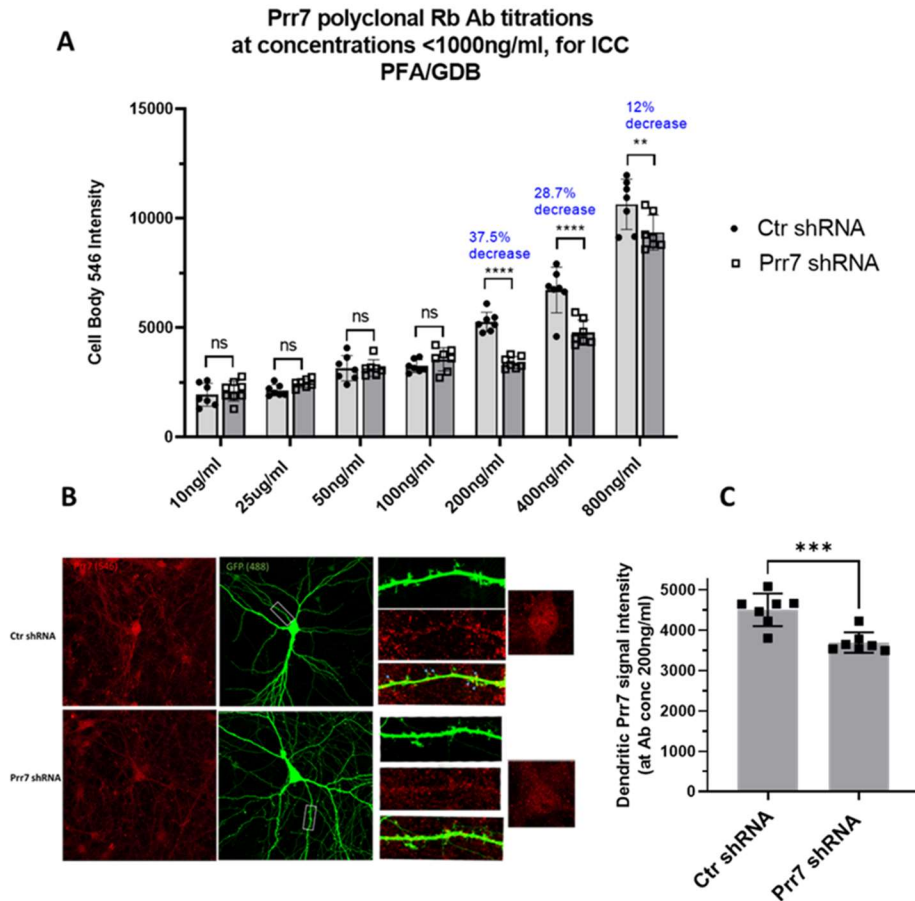 Prr7 polyclonal Rb Ab titrations
at concentrations <1000ng/ml, for ICC
PFA/GDB
A
15000
10000
5000
0
Cell Body 546 Intensity
ns
ns
ns
ns
37.5%
decrease
****
28.7%
decrease
****
12%
decrease
**
Ctr shRNA
Prr7 shRNA
10ng/ml
25ug/ml
50ng/ml
100ng/ml
200ng/ml
400ng/ml
800ng/ml
B
Prr7 (546)
GFP (488)
Ctr shRNA
Prr7 shRNA
C
***
5000
4000
3000
2000
1000
0
Dendritic Prr7 signal intensity
(at Ab conc 200ng/ml)
Ctr shRNA
Prr7 shRNA